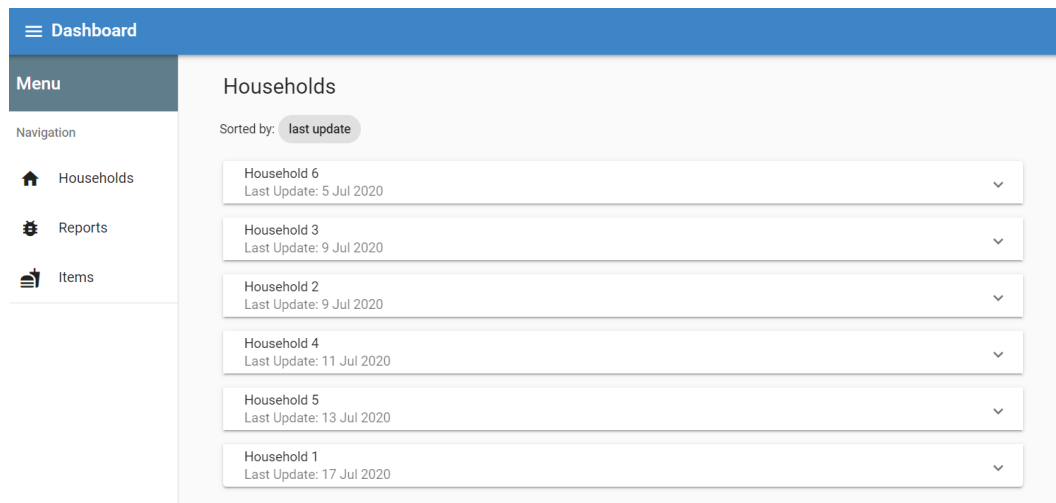 Dashboard
Menu
Navigation
Households
Reports
Items
Households
Sorted by: last update
Household 6
Last Update: 5 Jul 2020
Household 3
Last Update: 9 Jul 2020
Household 2
Last Update: 9 Jul 2020
Household 4
Last Update: 11 Jul 2020
Household 5
Last Update: 13 Jul 2020
Household 1
Last Update: 17 Jul 2020